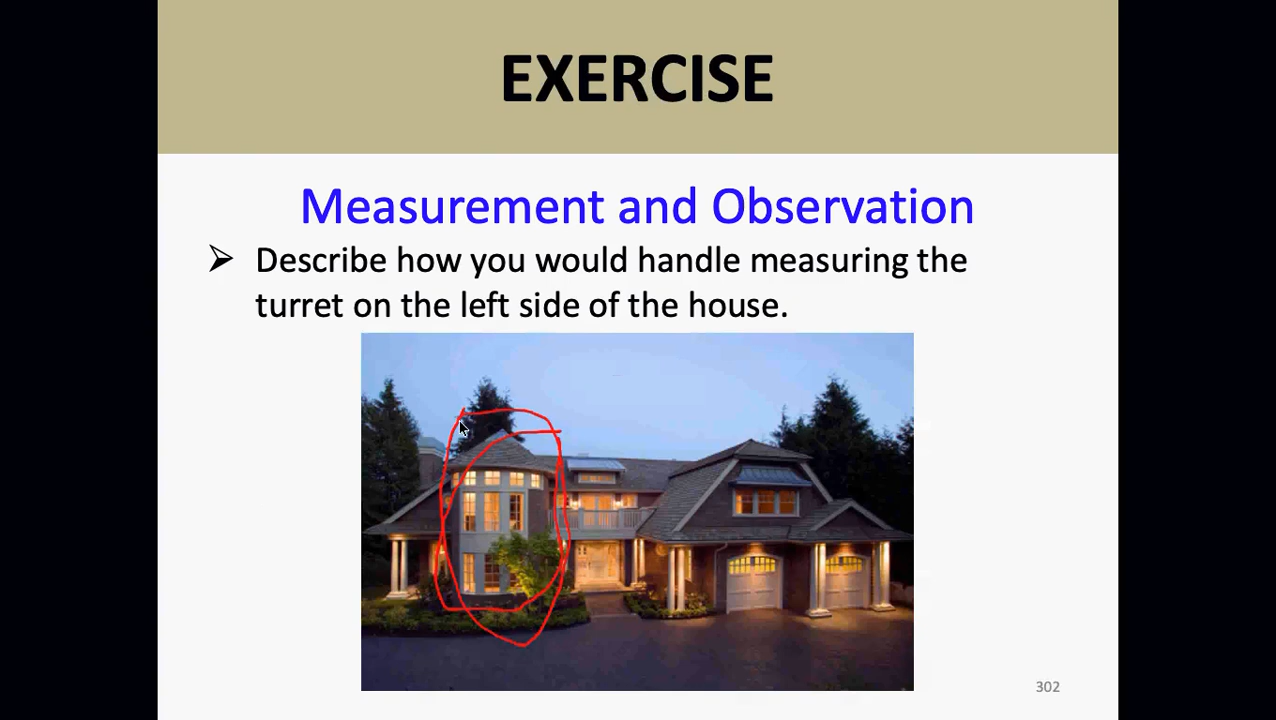 EXERCISE
Measurement and Observation
Describe how you would handle measuring the
turret on the left side of the house.
302